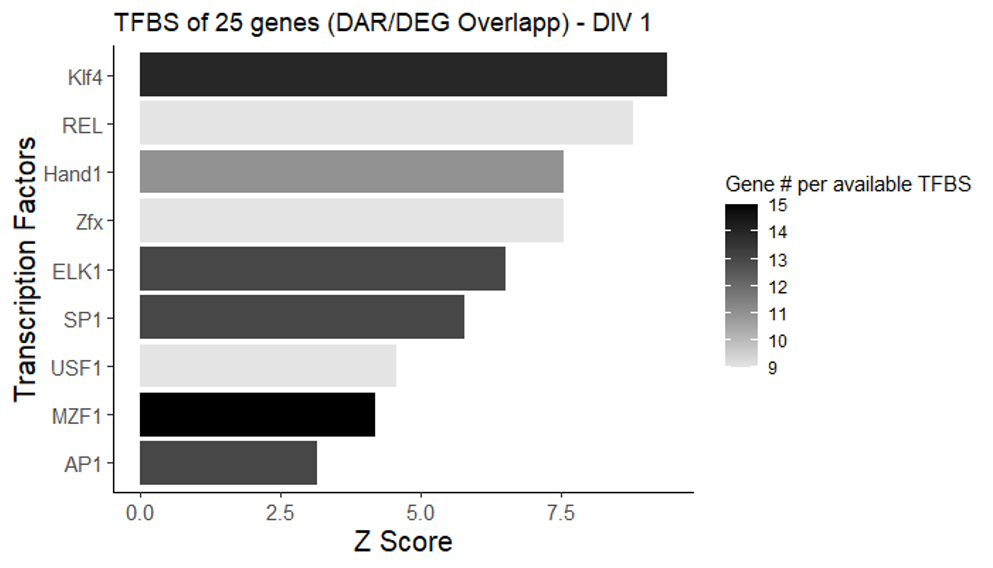 TFBS of 25 genes (DAR/DEG Overlapp) - DIV 1
Transcription Factors
Klf4
REL
Hand1
Zfx
ELK1
SP1
USF1
MZF1
AP1
0.0 2.5 5.0 7.5
Z Score
Gene # per available TFBS
15
14
13
12
11
10
9